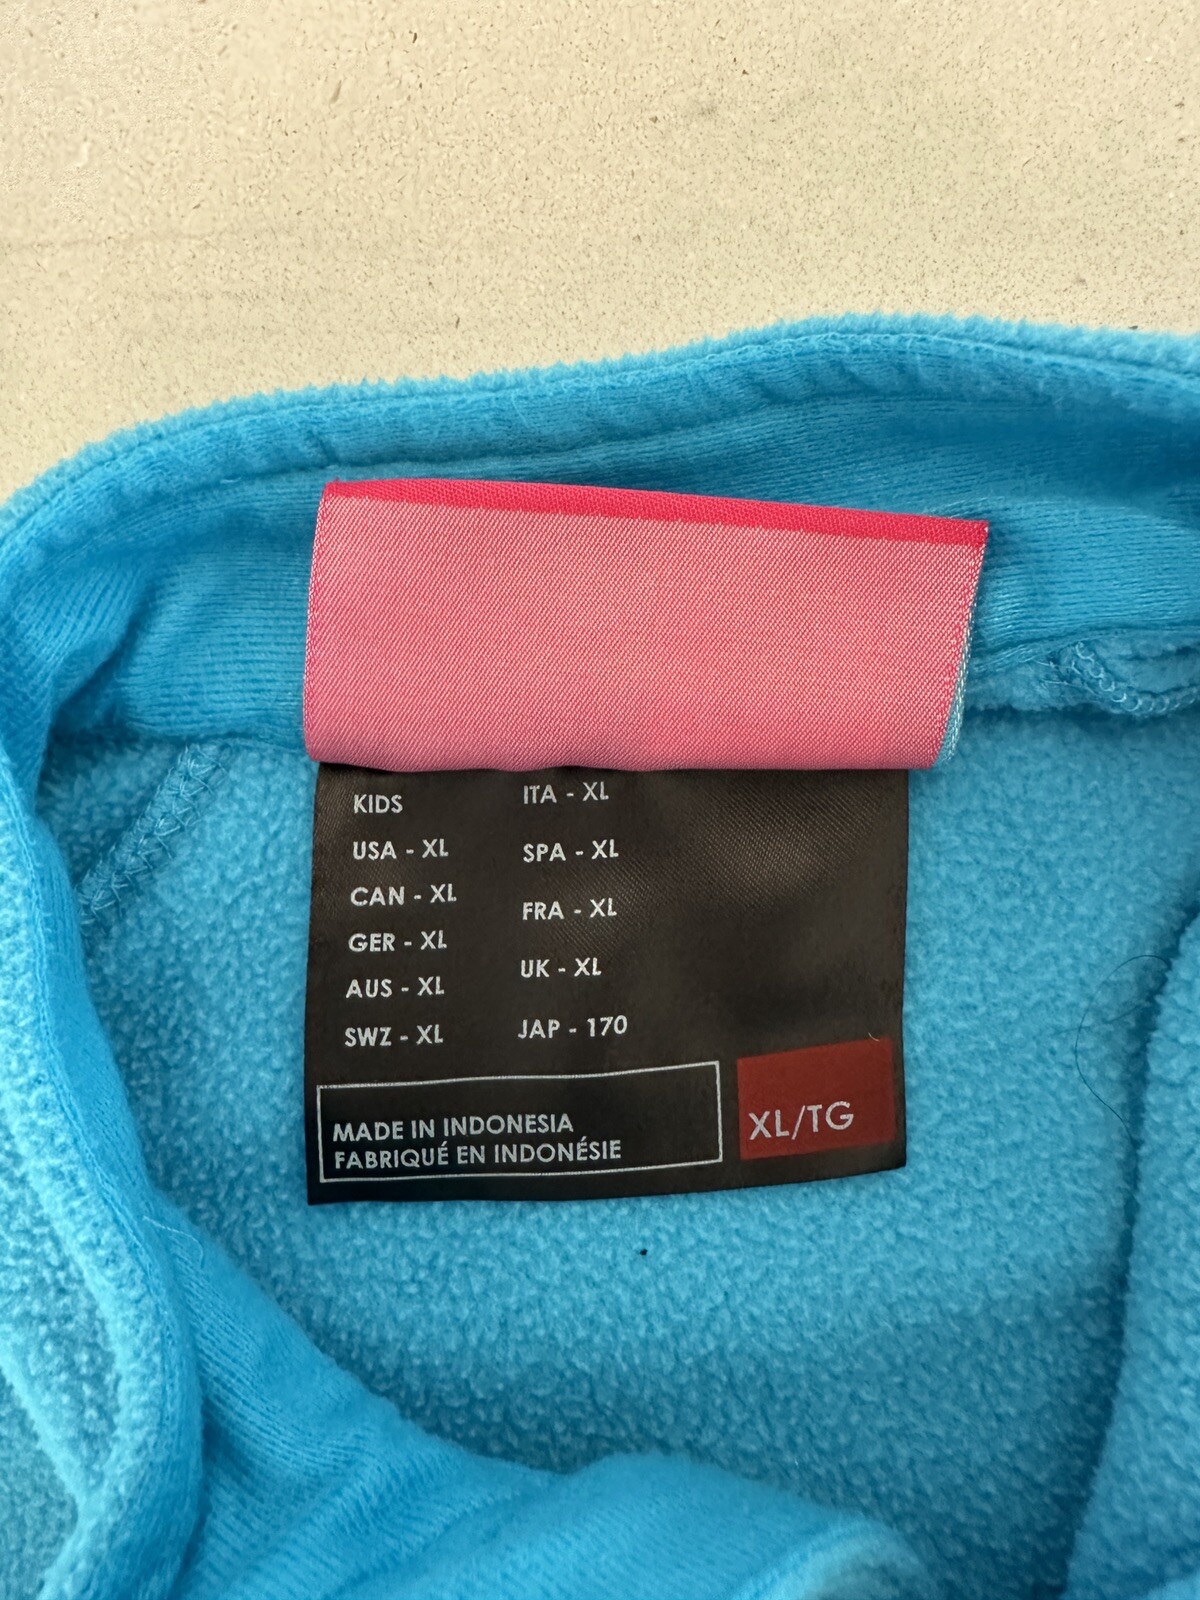 KIDS
USA - XL
CAN - XL
GER - XL
AUS - XL
SWZ - XL
ITA - XL
SPA - XL
FRA - XL
UK - XL
JAP - 170
MADE IN INDONESIA
FABRIQUÉ EN INDONÉSIE
XL/TG